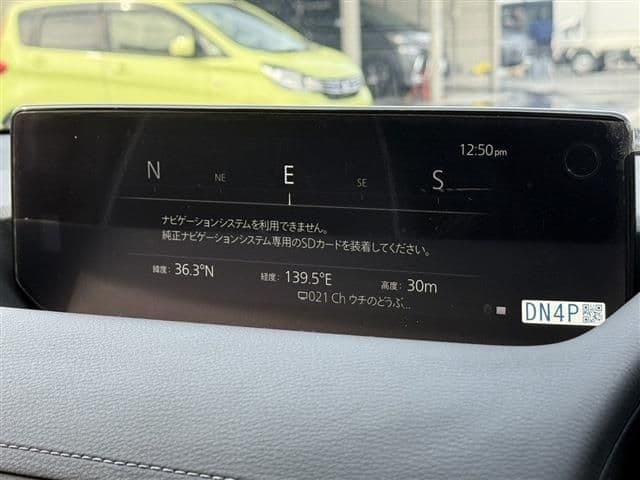 12:50pm
N NE E SE S
ナビゲーションシステムを利用できません。
純正ナビゲーションシステム専用のSDカードを装着してください。
緯度: 36.3°N 経度: 139.5°E 高度: 30m
021 Ch ウチのどうぶ...
DN4P